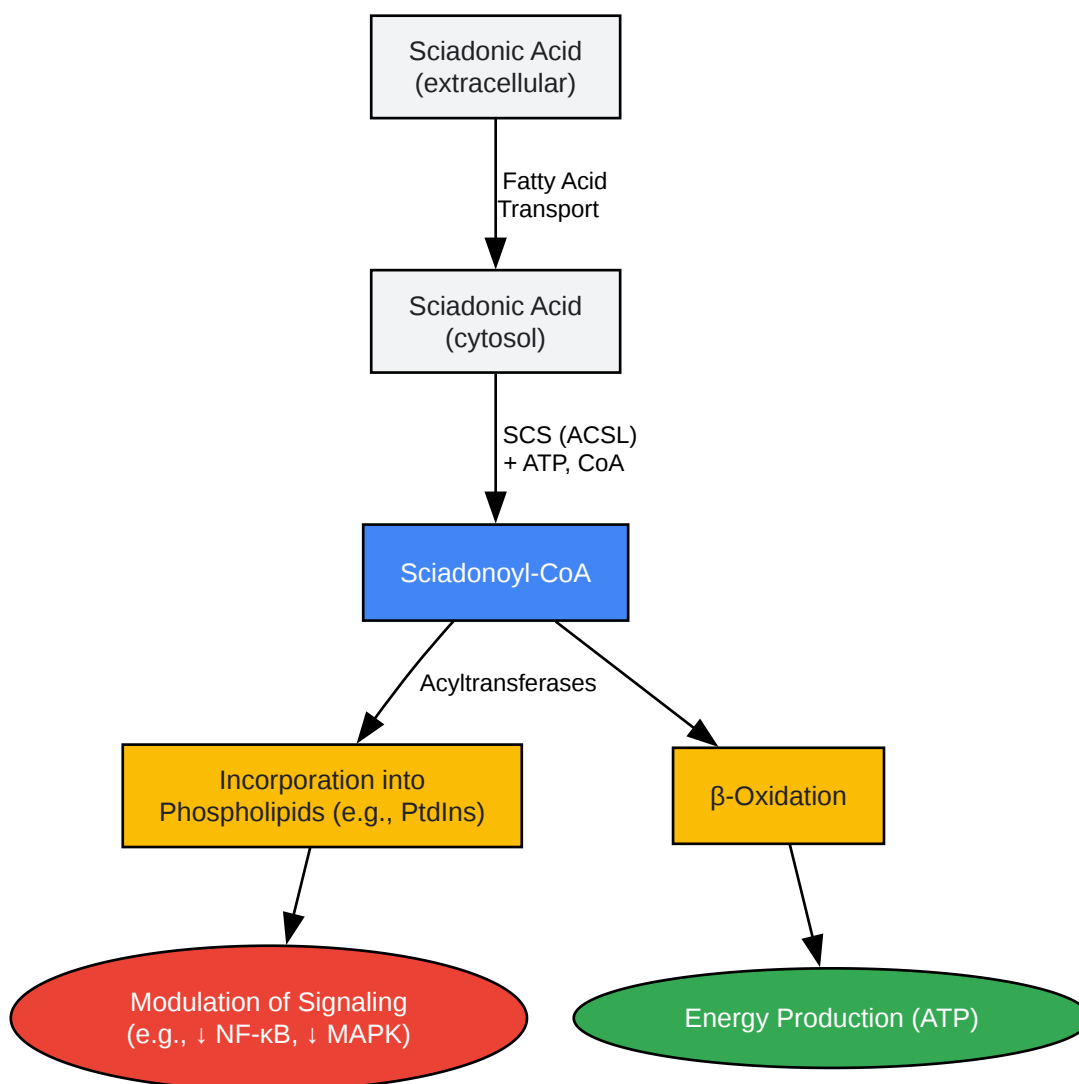 Sciadonic Acid
(extracellular)
Fatty Acid
Transport
Sciadonic Acid
(cytosol)
SCS (ACSL)
+ ATP, CoA
Sciadonoyl-CoA
Acyltransferases
Incorporation into
Phospholipids (e.g., PtdIns)
β-Oxidation
Modulation of Signaling
(e.g., ↓ NF-κB, ↓ MAPK)
Energy Production (ATP)